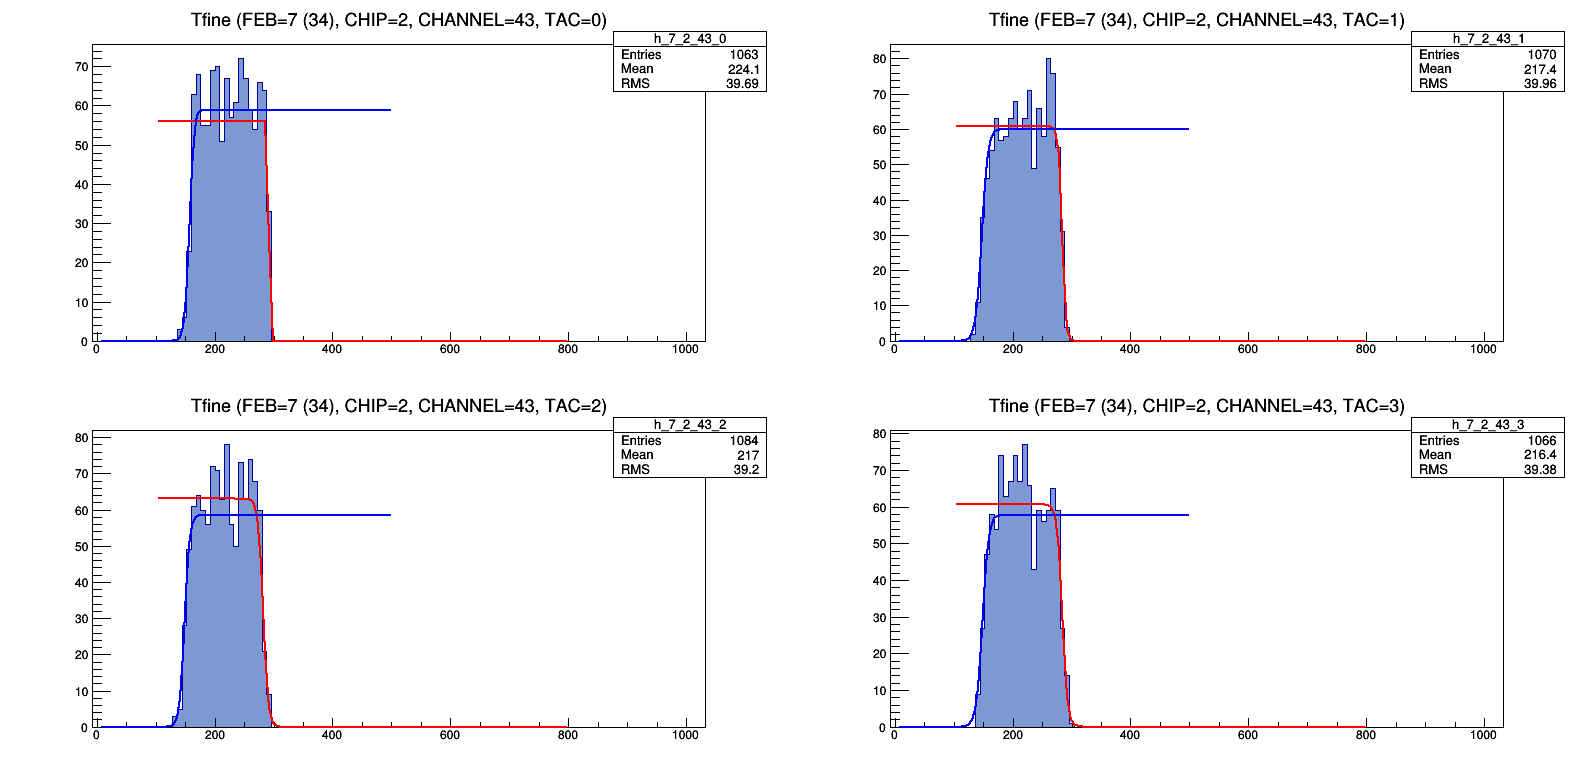 Tfine (FEB=7 (34), CHIP=2, CHANNEL=43, TAC=0)
h_7_2_43_0
Entries 1063
Mean 224.1
RMS 39.69
70
60
50
40
30
20
10
0
0 200 400 600 800 1000
Tfine (FEB=7 (34), CHIP=2, CHANNEL=43, TAC=1)
h_7_2_43_1
Entries 1070
Mean 217.4
RMS 39.96
80
70
60
50
40
30
20
10
0
0 200 400 600 800 1000
Tfine (FEB=7 (34), CHIP=2, CHANNEL=43, TAC=2)
h_7_2_43_2
Entries 1084
Mean 217
RMS 39.2
80
70
60
50
40
30
20
10
0
0 200 400 600 800 1000
Tfine (FEB=7 (34), CHIP=2, CHANNEL=43, TAC=3)
h_7_2_43_3
Entries 1066
Mean 216.4
RMS 39.38
80
70
60
50
40
30
20
10
0
0 200 400 600 800 1000